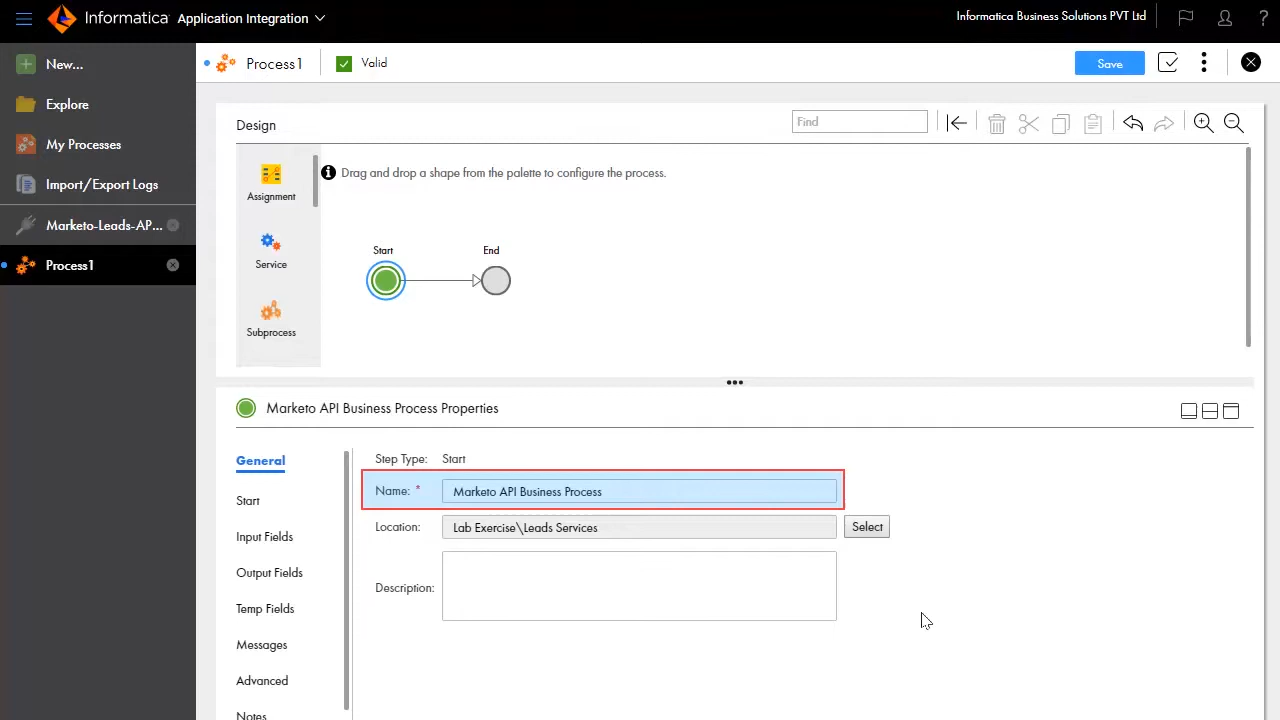 Informatica Application Integration
Informatica Business Solutions PVT Ltd
?
New...
Explore
My Processes
Import/Export Logs
Marketo-Leads-AP...
Process1
Process1
Valid
Save
Design
Find
Assignment
Service
Subprocess
Drag and drop a shape from the palette to configure the process.
Start
End
Marketo API Business Process Properties
General
Start
Input Fields
Output Fields
Temp Fields
Messages
Advanced
Notes
Step Type: Start
Name: * Marketo API Business Process
Location: Lab Exercise\Leads Services Select
Description: